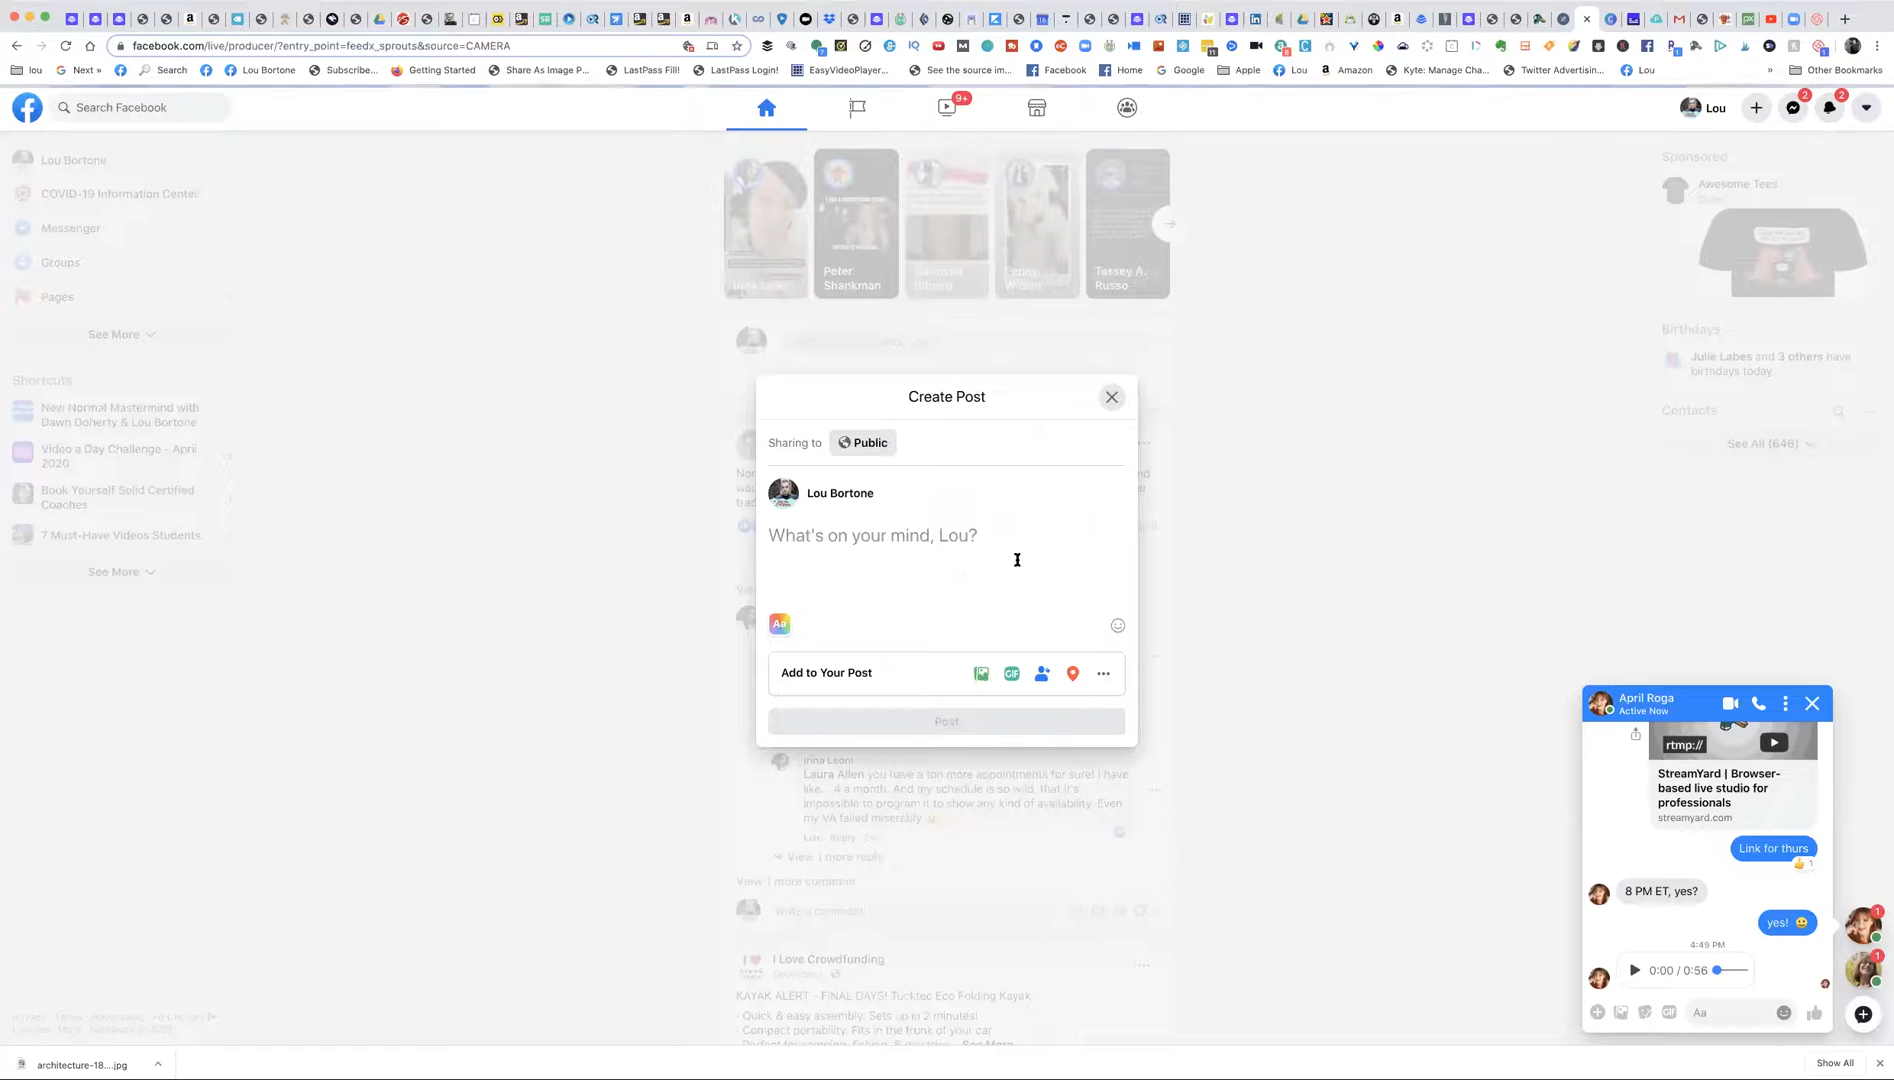 facebook.com/live/producer/?entry_point=feedx_sprouts&source=CAMERA
lou
Next »
Search
Lou Bortone
Subscribe...
Getting Started
Share As Image P...
LastPass Fill!
LastPass Login!
EasyVideoPlayer...
See the source im...
Facebook
Home
Google
Apple
Lou
Amazon
Kyte: Manage Cha...
Twitter Advertisin...
Lou
»
Other Bookmarks
Search Facebook
9+
Lou
2
2
Lou Bortone
COVID-19 Information Center
Messenger
Groups
Pages
See More
Shortcuts
New Normal Mastermind with
Dawn Doherty & Lou Bortone
Video a Day Challenge - April
2020
Book Yourself Solid Certified
Coaches
7 Must-Have Videos Students
See More
Peter
Shankman
Tassey A.
Russo
Create Post
Sharing to
Public
Lou Bortone
What's on your mind, Lou?
Aa
Add to Your Post
GIF
Post
Irina Leoni
Laura Allen you have a ton more appointments for sure! I have
like.. 4 a month. And my schedule is so wild, that it's
impossible to program it to show any kind of availability. Even
my VA failed miserably
View 1 more reply
View 1 more comment
Write a comment
I Love Crowdfunding
KAYAK ALERT - FINAL DAYS! Tucktec Eco Folding Kayak
· Quick & easy assembly. Sets up in 2 minutes!
· Compact portability. Fits in the trunk of your car
Sponsored
Awesome Tees
Birthdays
Julie Labes and 3 others have
birthdays today
Contacts
See All (646)
April Roga
Active Now
rtmp://
StreamYard | Browser-
based live studio for
professionals
streamyard.com
Link for thurs
1
8 PM ET, yes?
yes!
4:49 PM
0:00 / 0:56
GIF
Aa
1
1
architecture-18....jpg
Show All